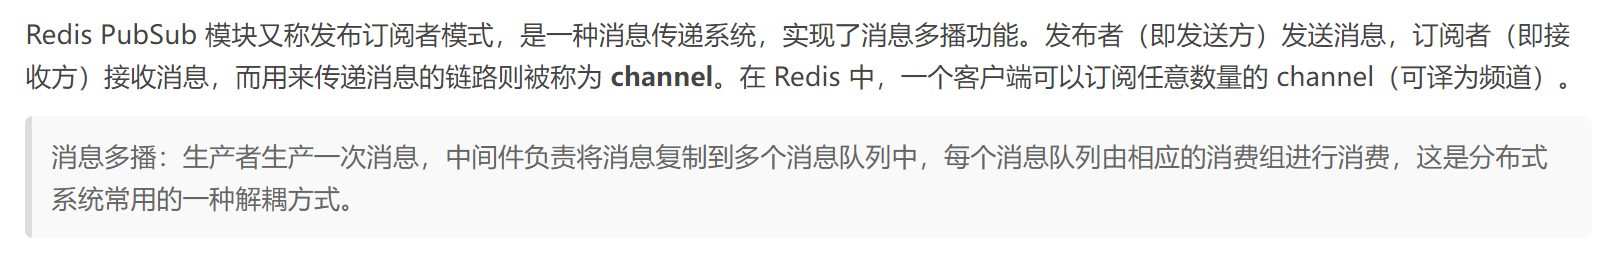 Redis PubSub 模块又称发布订阅者模式，是一种消息传递系统，实现了消息多播功能。发布者（即发送方）发送消息，订阅者（即接
收方）接收消息，而用来传递消息的链路则被称为 channel。在 Redis 中，一个客户端可以订阅任意数量的 channel（可译为频道）。
消息多播：生产者生产一次消息，中间件负责将消息复制到多个消息队列中，每个消息队列由相应的消费组进行消费，这是分布式
系统常用的一种解耦方式。